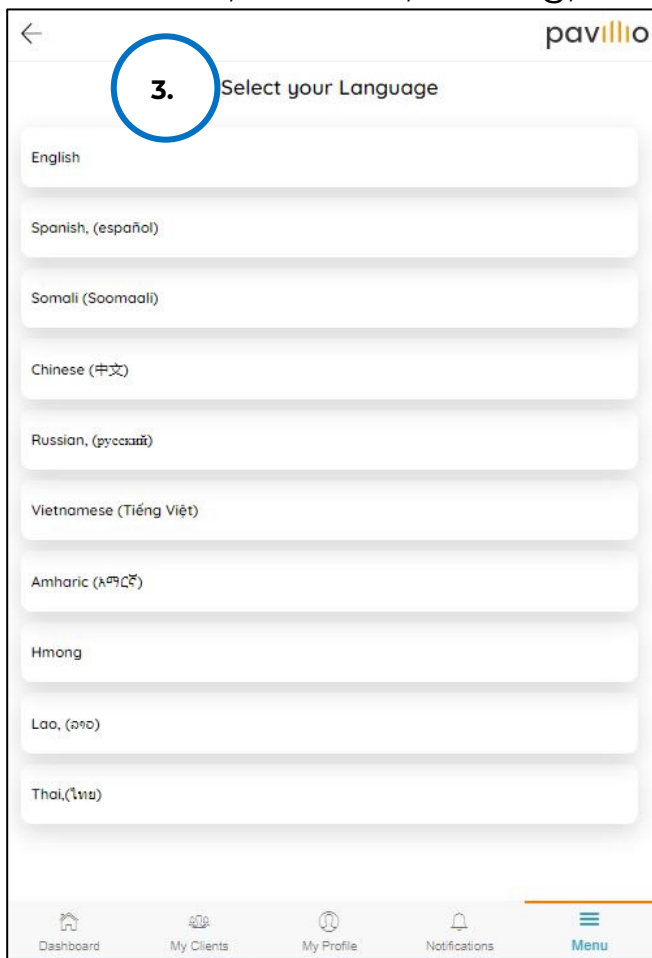 pavillio
3. Select your Language
English
Spanish, (español)
Somali (Soomaali)
Chinese (中文)
Russian, (русский)
Vietnamese (Tiếng Việt)
Amharic (አማርኛ)
Hmong
Lao, (ລາວ)
Thai,(ไทย)
Dashboard My Clients My Profile Notifications Menu